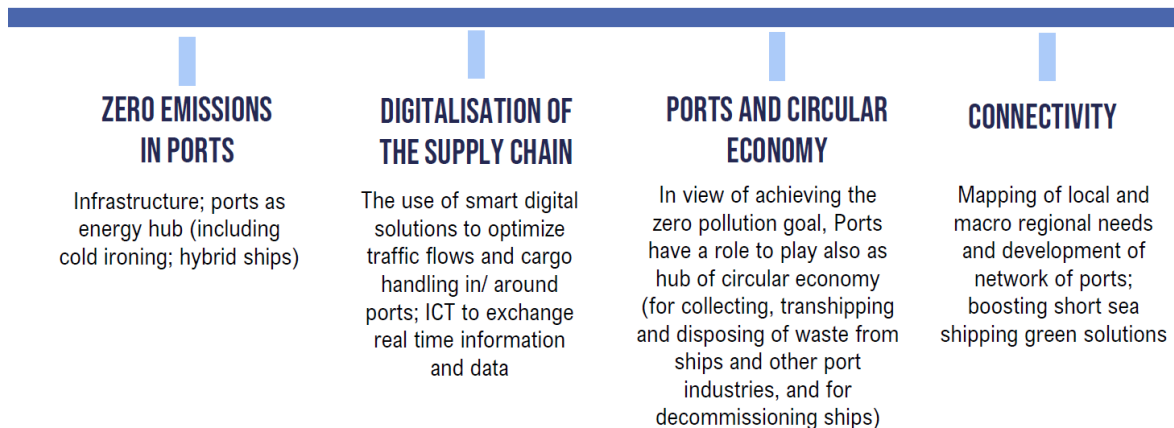 ZERO EMISSIONS
IN PORTS
Infrastructure; ports as
energy hub (including
cold ironing; hybrid ships)
DIGITALISATION OF
THE SUPPLY CHAIN
The use of smart digital
solutions to optimize
traffic flows and cargo
handling in/ around
ports; ICT to exchange
real time information
and data
PORTS AND CIRCULAR
ECONOMY
In view of achieving the
zero pollution goal, Ports
have a role to play also as
hub of circular economy
(for collecting, transhipping
and disposing of waste from
ships and other port
industries, and for
decommissioning ships)
CONNECTIVITY
Mapping of local and
macro regional needs
and development of
network of ports;
boosting short sea
shipping green solutions